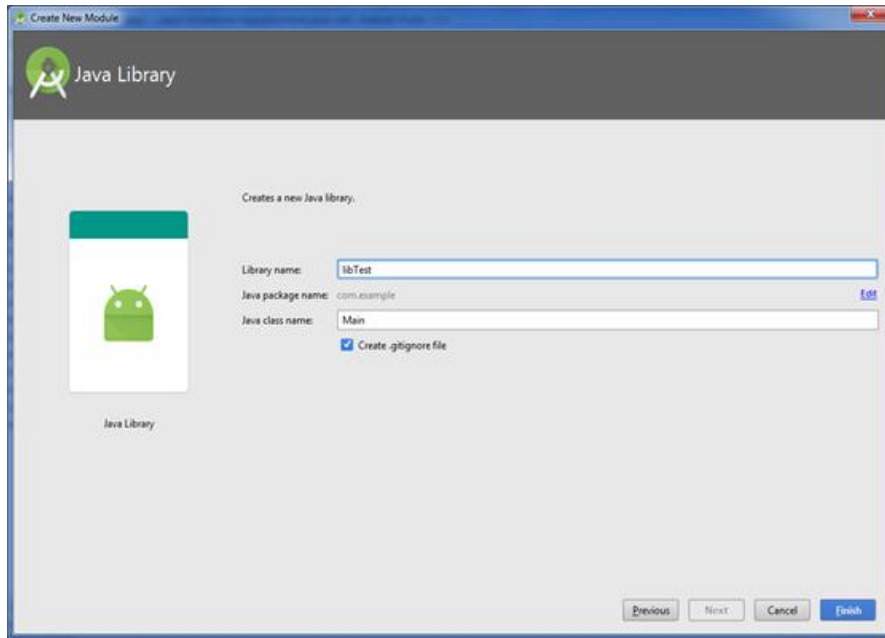 Create New Module
Java Library
Creates a new Java library.
Library name: libTest
Java package name: com.example Edit
Java class name: Main
Create .gitignore file
Java Library
Previous Next Cancel Finish